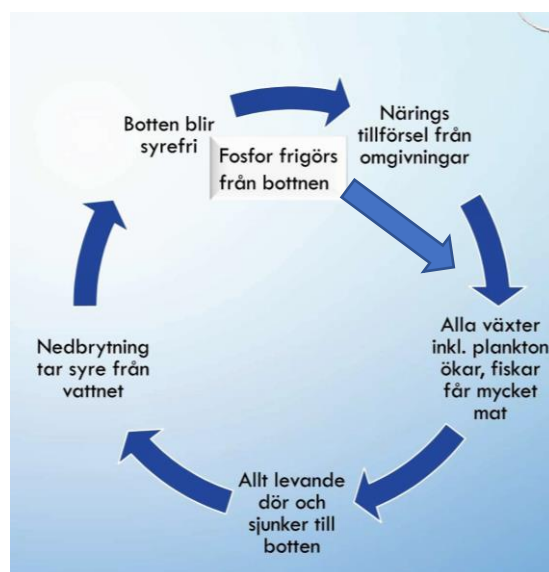 Botten blir
syrefri
Fosfor frigörs
från bottnen
Närings
tillförsel från
omgivningar
Alla växter
inkl. plankton
ökar, fiskar
får mycket
mat
Allt levande
dör och
sjunker till
botten
Nedbrytning
tar syre från
vattnet